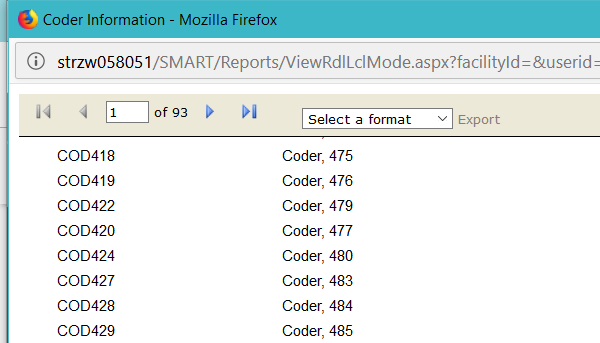 Coder Information - Mozilla Firefox
strzw058051/SMART/Reports/ViewRdlLclMode.aspx?facilityId=&userid=
1 of 93 Select a format Export
COD418 Coder, 475
COD419 Coder, 476
COD422 Coder, 479
COD420 Coder, 477
COD424 Coder, 480
COD427 Coder, 483
COD428 Coder, 484
COD429 Coder, 485